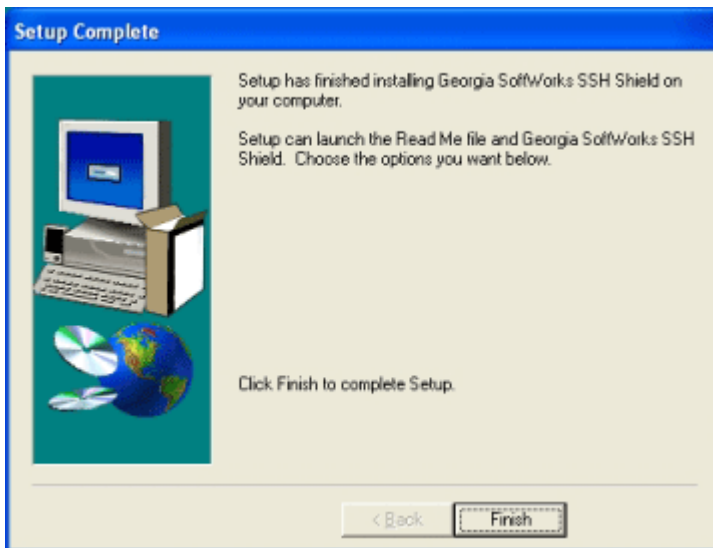 Setup Complete
Setup has finished installing Georgia SoftWorks SSH Shield on
your computer.
Setup can launch the Read Me file and Georgia SoftWorks SSH
Shield. Choose the options you want below.
Click Finish to complete Setup.
< Back
Finish